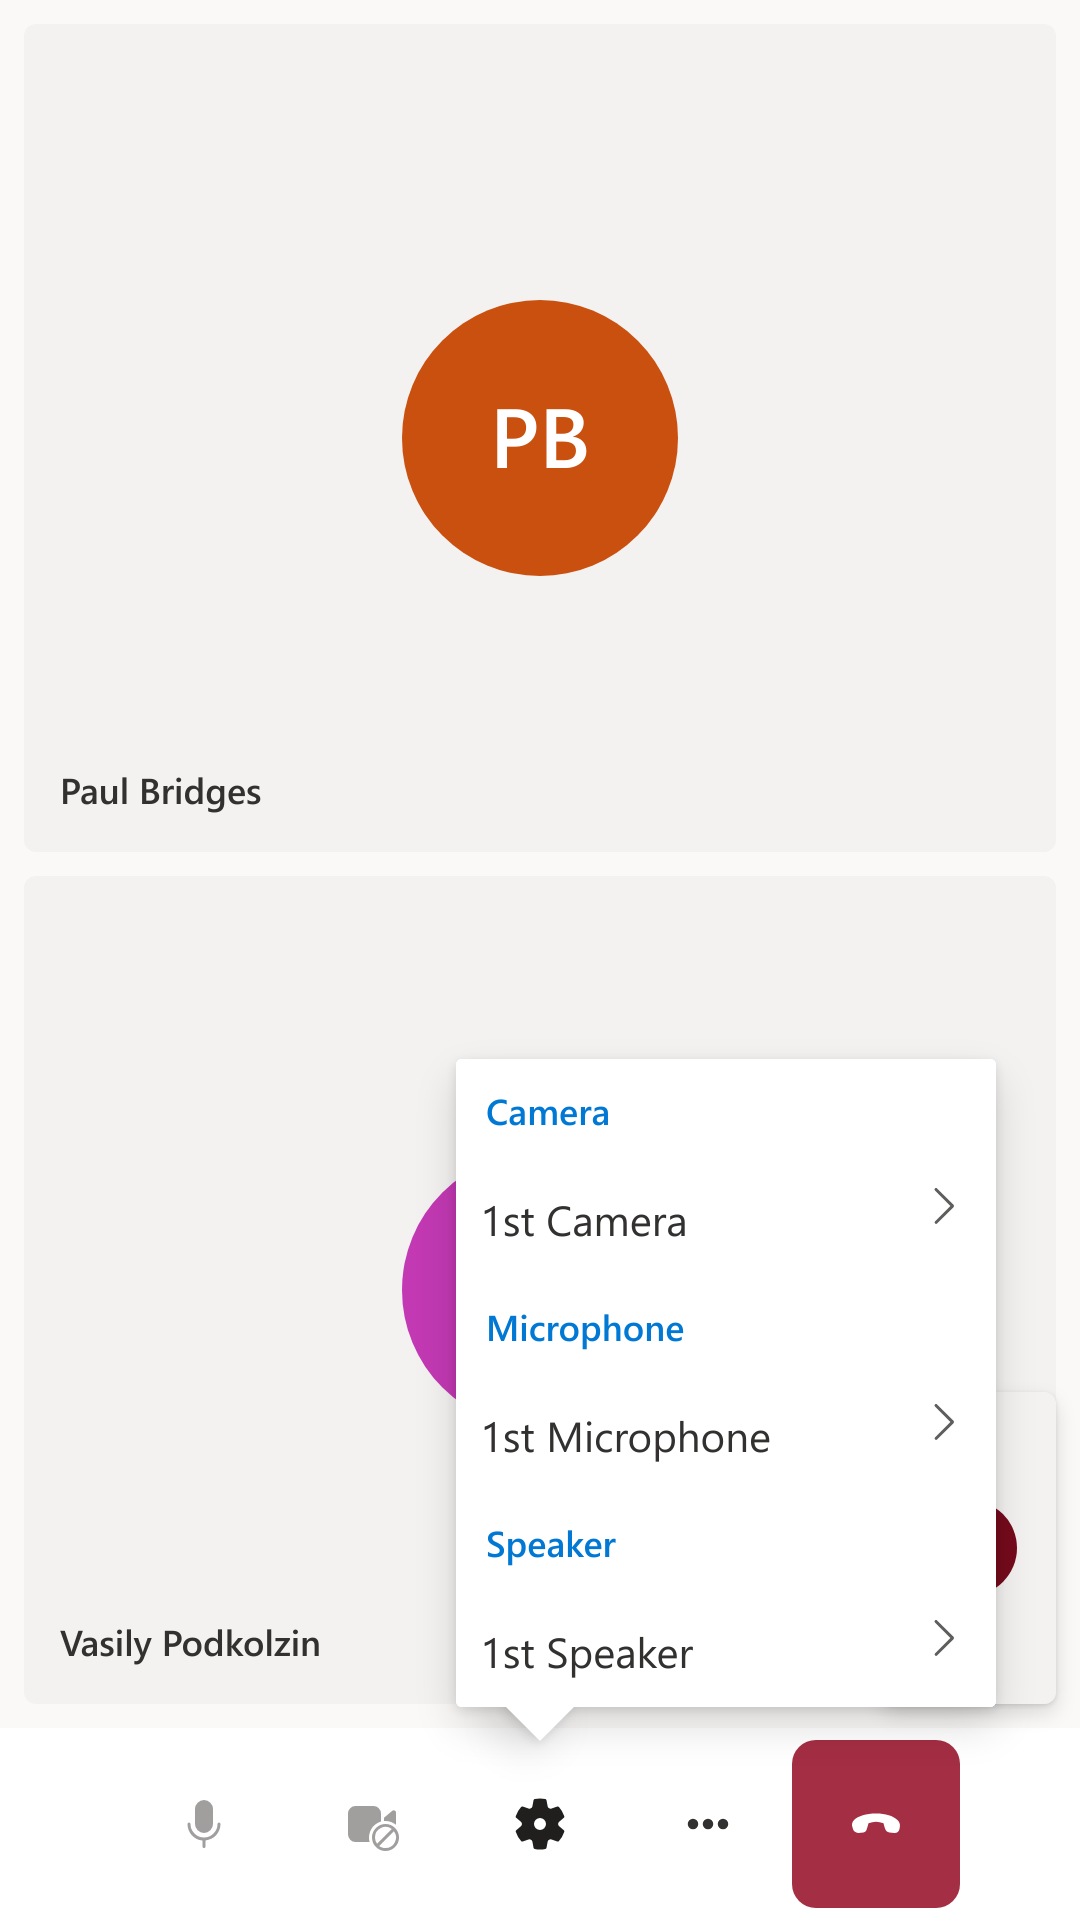 PB
Paul Bridges
Camera
1st Camera
Microphone
1st Microphone
Speaker
1st Speaker
Vasily Podkolzin